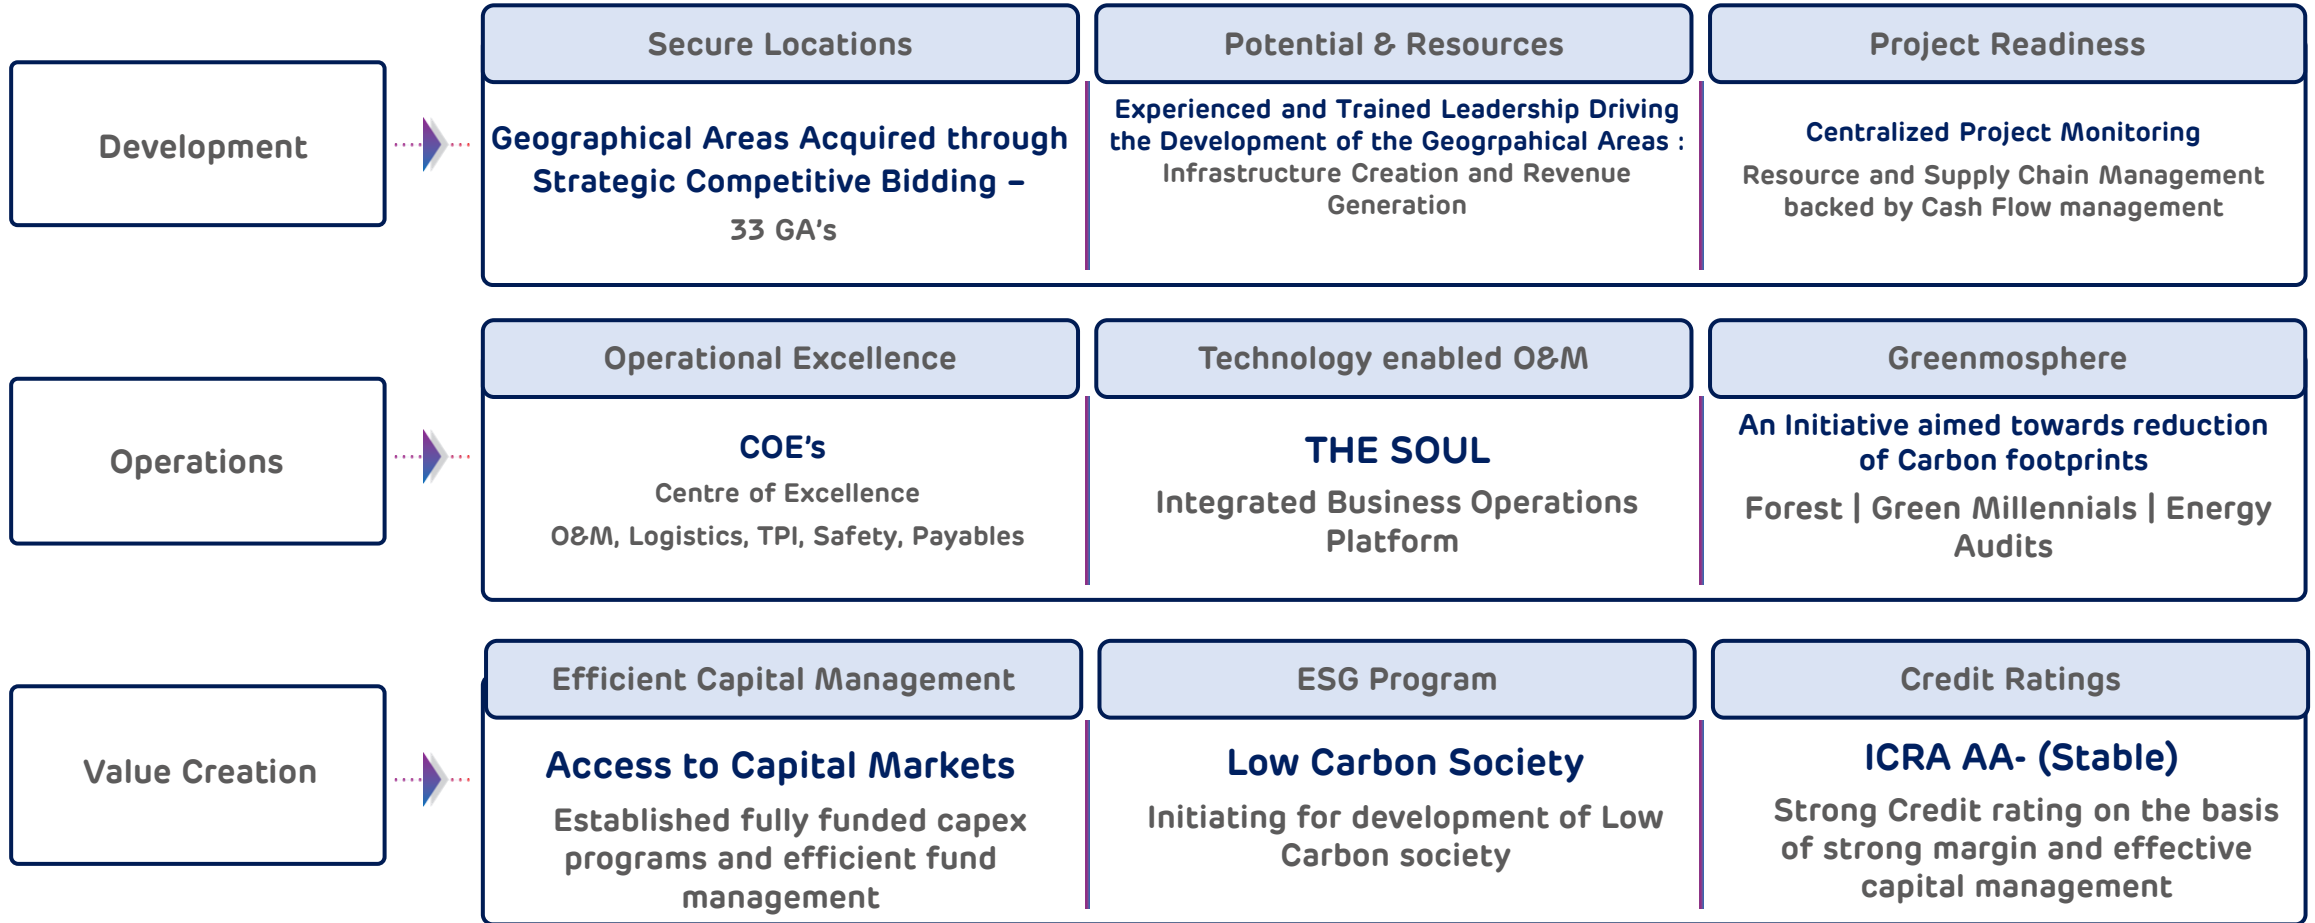 Development
Secure Locations
Geographical Areas Acquired through
Strategic Competitive Bidding –
33 GA's
Potential & Resources
Experienced and Trained Leadership Driving
the Development of the Geogrpahical Areas :
Infrastructure Creation and Revenue
Generation
Project Readiness
Centralized Project Monitoring
Resource and Supply Chain Management
backed by Cash Flow management
Operations
Operational Excellence
COE's
Centre of Excellence
O&M, Logistics, TPI, Safety, Payables
Technology enabled O&M
THE SOUL
Integrated Business Operations
Platform
Greenmosphere
An Initiative aimed towards reduction
of Carbon footprints
Forest | Green Millennials | Energy
Audits
Value Creation
Efficient Capital Management
Access to Capital Markets
Established fully funded capex
programs and efficient fund
management
ESG Program
Low Carbon Society
Initiating for development of Low
Carbon society
Credit Ratings
ICRA AA- (Stable)
Strong Credit rating on the basis
of strong margin and effective
capital management